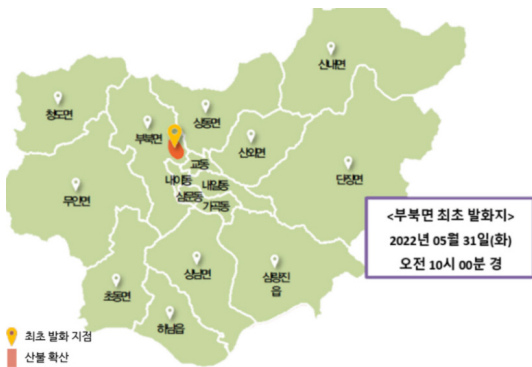 산내면
청도면
상동면
부북면
산외면
교동
단장면
내이동
내일동
무안면
삼문동
가곡동
<부북면 최초 발화지>
2022년 05월 31일(화)
오전 10시 00분 경
상남면
삼랑진
읍
초동면
하남읍
최초 발화 지점
산불 확산